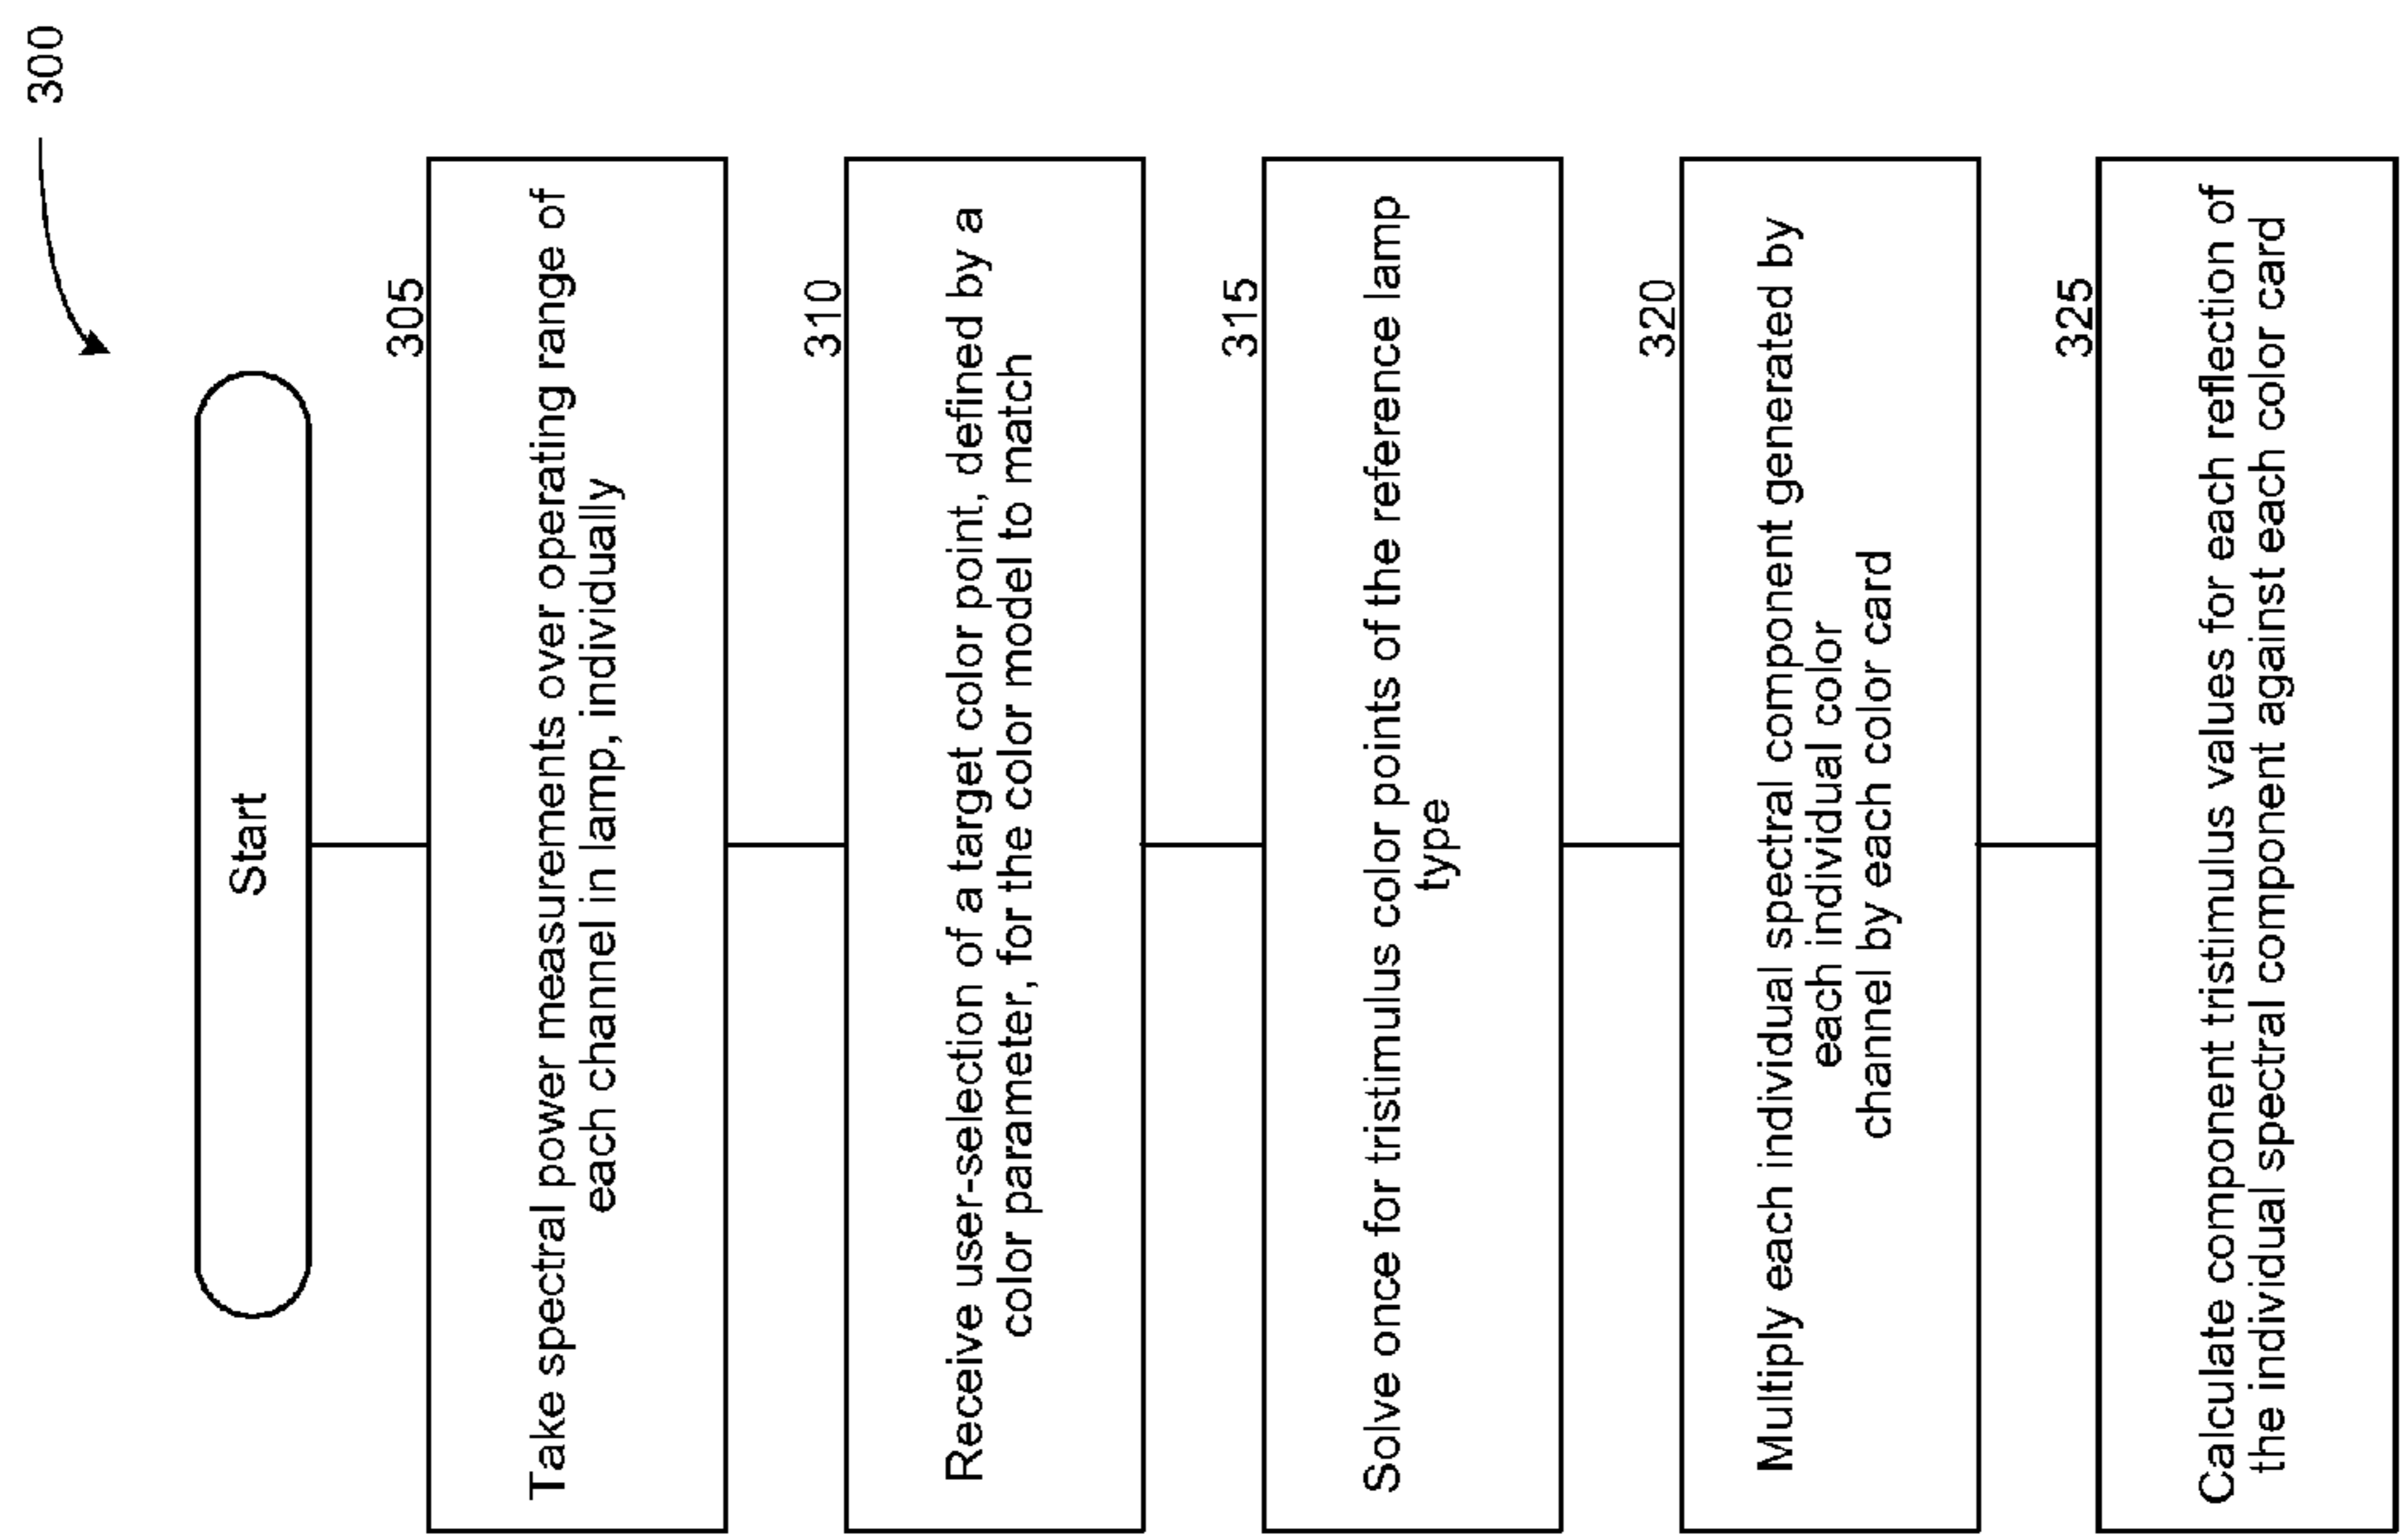 300
Start
305
Take spectral power measurements over operating range of
each channel in lamp, individually
310
Receive user-selection of a target color point, defined by a
color parameter, for the color model to match
315
Solve once for tristimulus color points of the reference lamp
type
320
Multiply each individual spectral component generated by
each individual color
channel by each color card
325
Calculate component tristimulus values for each reflection of
the individual spectral component against each color card